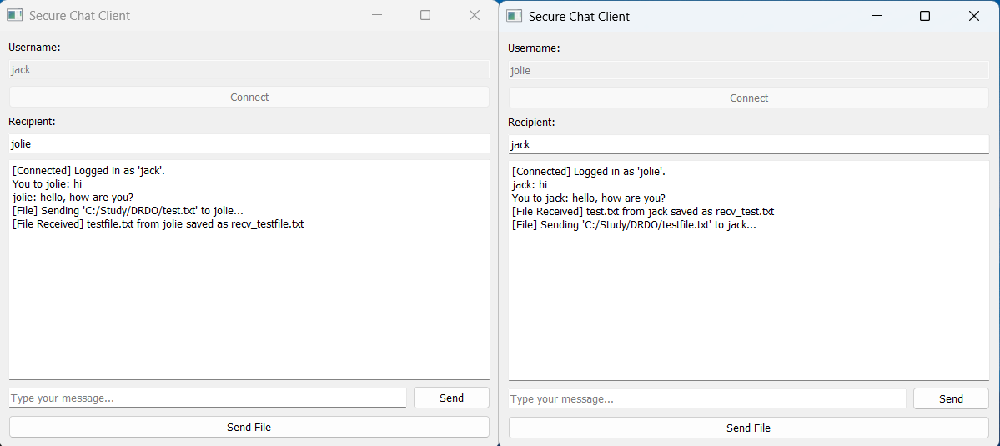 Secure Chat Client
Username:
jack
Connect
Recipient:
jolie
[Connected] Logged in as 'jack'.
You to jolie: hi
jolie: hello, how are you?
[File] Sending 'C:/Study/DRDO/test.txt' to jolie...
[File Received] testfile.txt from jolie saved as recv_testfile.txt
Type your message...
Send
Send File
Secure Chat Client
Username:
jolie
Connect
Recipient:
jack
[Connected] Logged in as 'jolie'.
jack: hi
You to jack: hello, how are you?
[File Received] test.txt from jack saved as recv_test.txt
[File] Sending 'C:/Study/DRDO/testfile.txt' to jack...
Type your message...
Send
Send File